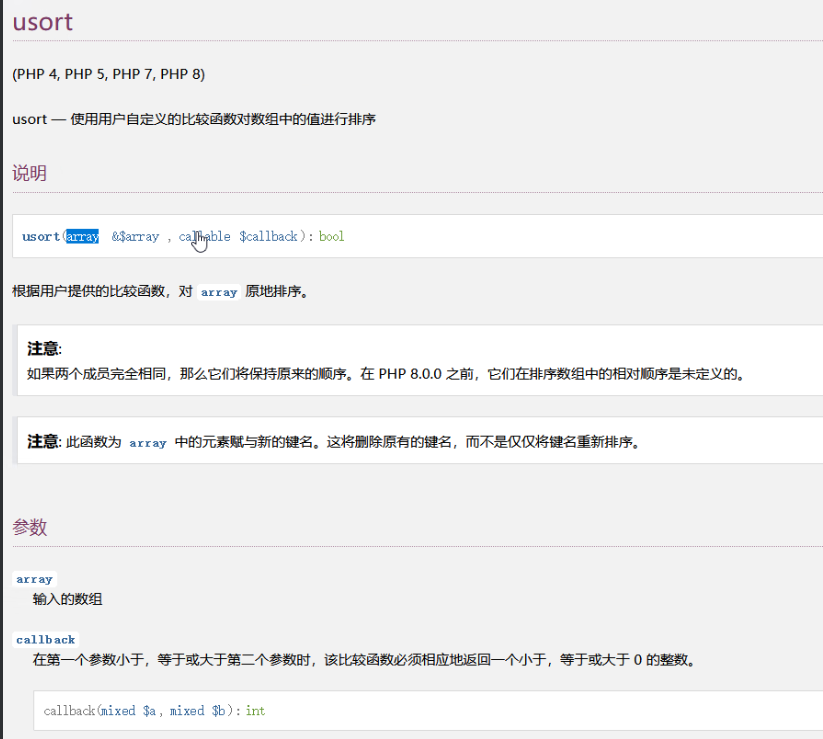 usort
(PHP 4, PHP 5, PHP 7, PHP 8)
usort — 使用用户自定义的比较函数对数组中的值进行排序
说明
usort(array &$array , callable $callback): bool
根据用户提供的比较函数，对 array 原地排序。
注意:
如果两个成员完全相同，那么它们将保持原来的顺序。在 PHP 8.0.0 之前，它们在排序数组中的相对顺序是未定义的。
注意: 此函数为 array 中的元素赋与新的键名。这将删除原有的键名，而不是仅仅将键名重新排序。
参数
array
输入的数组
callback
在第一个参数小于，等于或大于第二个参数时，该比较函数必须相应地返回一个小于，等于或大于 0 的整数。
callback(mixed $a, mixed $b): int